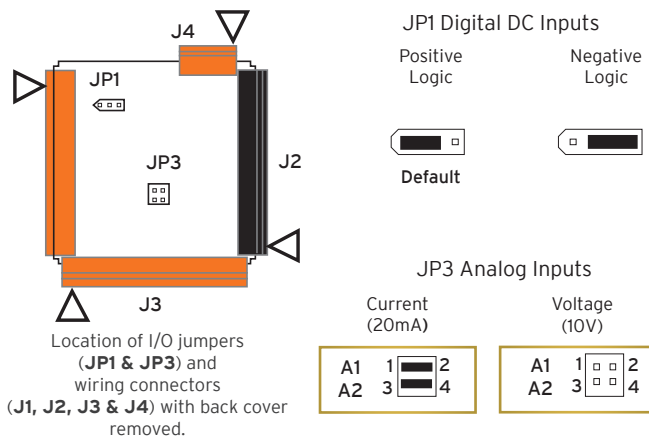 J4
JP1
JP3
J2
J3
Location of I/O jumpers
(JP1 & JP3) and
wiring connectors
(J1, J2, J3 & J4) with back cover
removed.
JP1 Digital DC Inputs
Positive
Logic
Negative
Logic
Default
JP3 Analog Inputs
Current
(20mA)
A1 1 2
A2 3 4
Voltage
(10V)
A1 1 2
A2 3 4